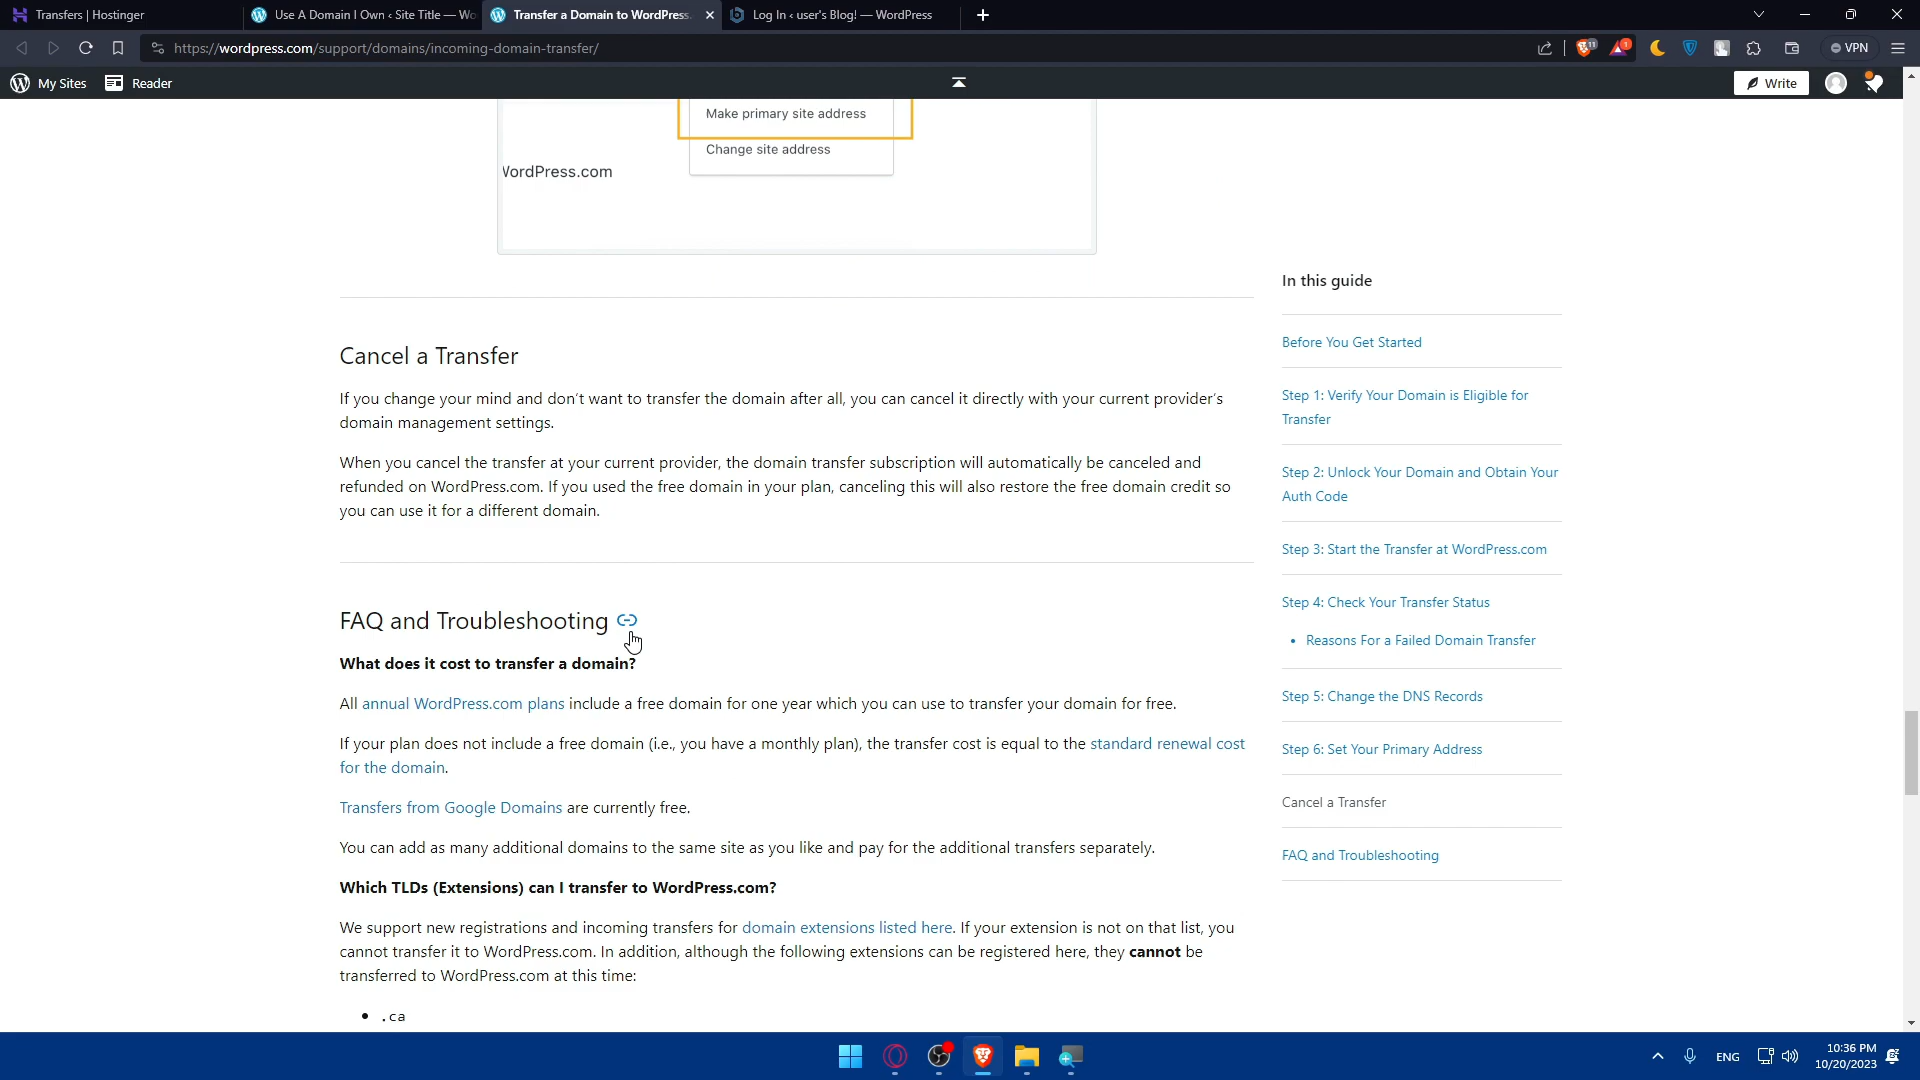 Transfers | Hostinger
Use A Domain I Own ‹ Site Title — Wo
Transfer a Domain to WordPress.
Log In ‹ user's Blog! — WordPress
https://wordpress.com/support/domains/incoming-domain-transfer/
11
1
VPN
My Sites
Reader
Write
Make primary site address
Change site address
WordPress.com
Cancel a Transfer
If you change your mind and don't want to transfer the domain after all, you can cancel it directly with your current provider's
domain management settings.
When you cancel the transfer at your current provider, the domain transfer subscription will automatically be canceled and
refunded on WordPress.com. If you used the free domain in your plan, canceling this will also restore the free domain credit so
you can use it for a different domain.
FAQ and Troubleshooting
What does it cost to transfer a domain?
All annual WordPress.com plans include a free domain for one year which you can use to transfer your domain for free.
If your plan does not include a free domain (i.e., you have a monthly plan), the transfer cost is equal to the standard renewal cost
for the domain.
Transfers from Google Domains are currently free.
You can add as many additional domains to the same site as you like and pay for the additional transfers separately.
Which TLDs (Extensions) can I transfer to WordPress.com?
We support new registrations and incoming transfers for domain extensions listed here. If your extension is not on that list, you
cannot transfer it to WordPress.com. In addition, although the following extensions can be registered here, they cannot be
transferred to WordPress.com at this time:
• .ca
In this guide
Before You Get Started
Step 1: Verify Your Domain is Eligible for
Transfer
Step 2: Unlock Your Domain and Obtain Your
Auth Code
Step 3: Start the Transfer at WordPress.com
Step 4: Check Your Transfer Status
• Reasons For a Failed Domain Transfer
Step 5: Change the DNS Records
Step 6: Set Your Primary Address
Cancel a Transfer
FAQ and Troubleshooting
ENG
10:36 PM
10/20/2023